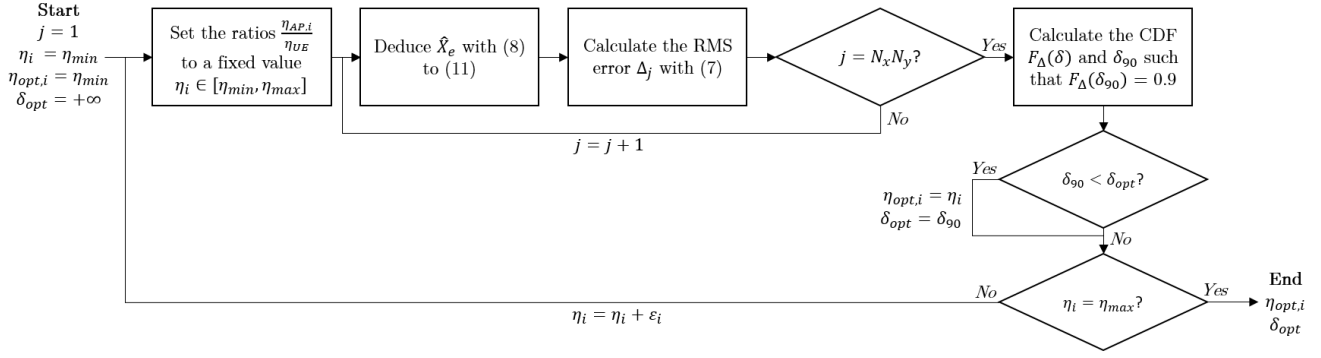 Start
j = 1
η_i = η_min
η_opt,i = η_min
δ_opt = +∞
Set the ratios η_AP,i/η_UE
to a fixed value
η_i ∈ [η_min, η_max]
Deduce X̂_e with (8)
to (11)
Calculate the RMS
error Δ_j with (7)
j = N_xN_y?
Yes
No
j = j + 1
Calculate the CDF
F_Δ(δ) and δ_90 such
that F_Δ(δ_90) = 0.9
δ_90 < δ_opt?
Yes
η_opt,i = η_i
δ_opt = δ_90
No
η_i = η_max?
No
η_i = η_i + ε_i
Yes
End
η_opt,i
δ_opt